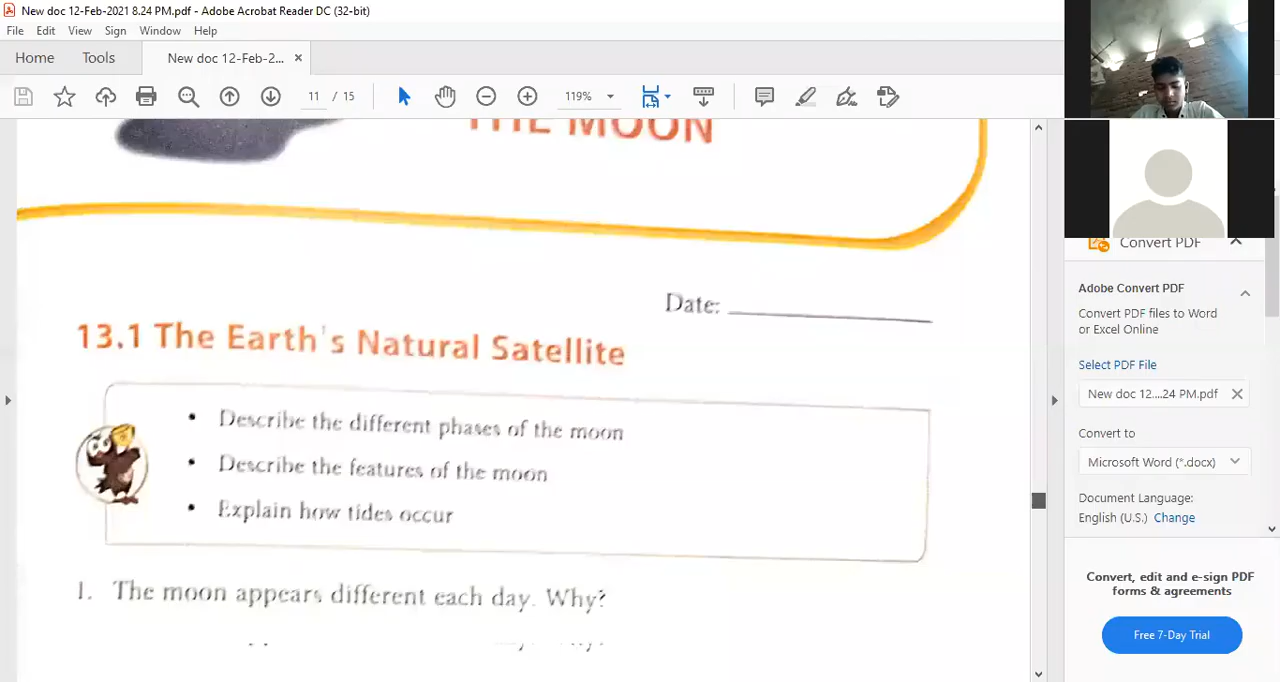 New doc 12-Feb-2021 8.24 PM.pdf - Adobe Acrobat Reader DC (32-bit)
File Edit View Sign Window Help
Home Tools New doc 12-Feb-2... ×
11 / 15 119%
THE MOON
Date:
13.1 The Earth's Natural Satellite
• Describe the different phases of the moon
• Describe the features of the moon
• Explain how tides occur
1. The moon appears different each day. Why?
Convert PDF
Adobe Convert PDF
Convert PDF files to Word
or Excel Online
Select PDF File
New doc 12....24 PM.pdf
Convert to
Microsoft Word (*.docx)
Document Language:
English (U.S.) Change
Convert, edit and e-sign PDF
forms & agreements
Free 7-Day Trial